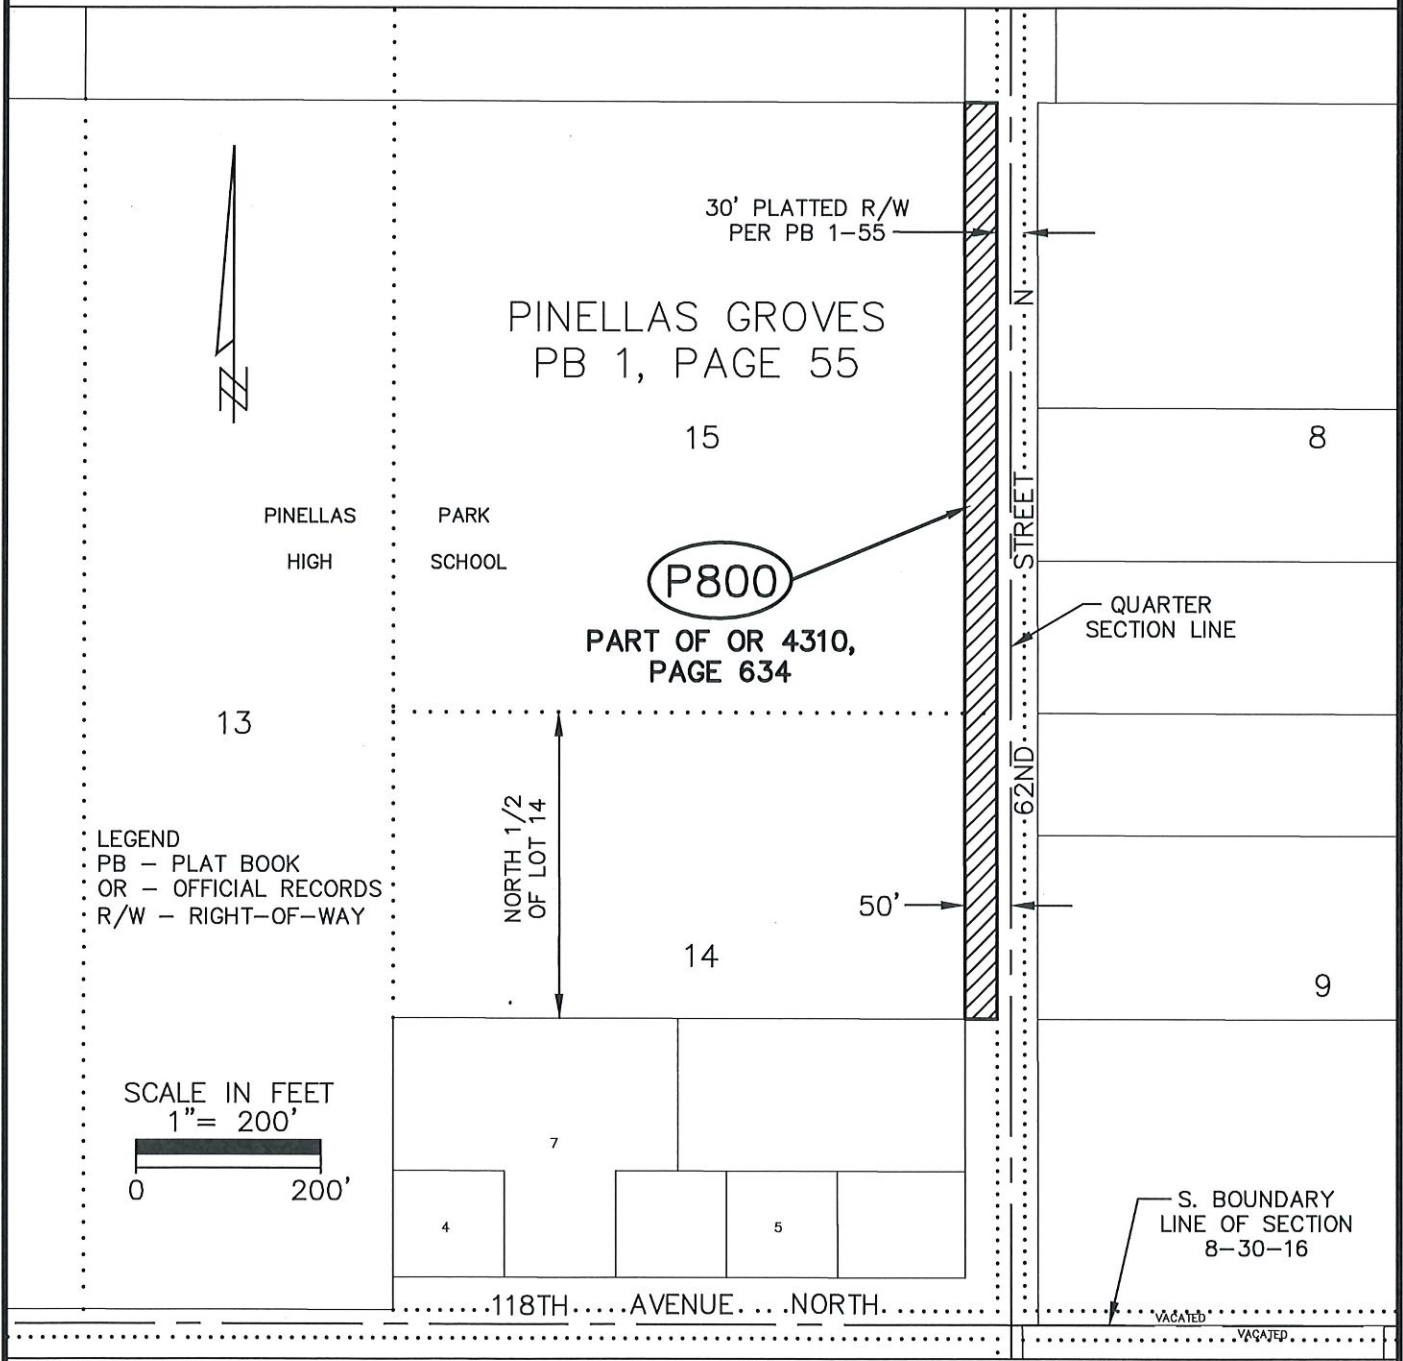 30' PLATTED R/W
PER PB 1-55
PINELLAS GROVES
PB 1, PAGE 55
N
15
8
PINELLAS PARK
HIGH SCHOOL
P800
PART OF OR 4310,
PAGE 634
QUARTER
SECTION LINE
62ND STREET N
13
NORTH 1/2
OF LOT 14
LEGEND
PB - PLAT BOOK
OR - OFFICIAL RECORDS
R/W - RIGHT-OF-WAY
50'
14
9
SCALE IN FEET
1"= 200'
0 200'
7
4
5
S. BOUNDARY
LINE OF SECTION
8-30-16
118TH AVENUE NORTH
VACATED
VACATED